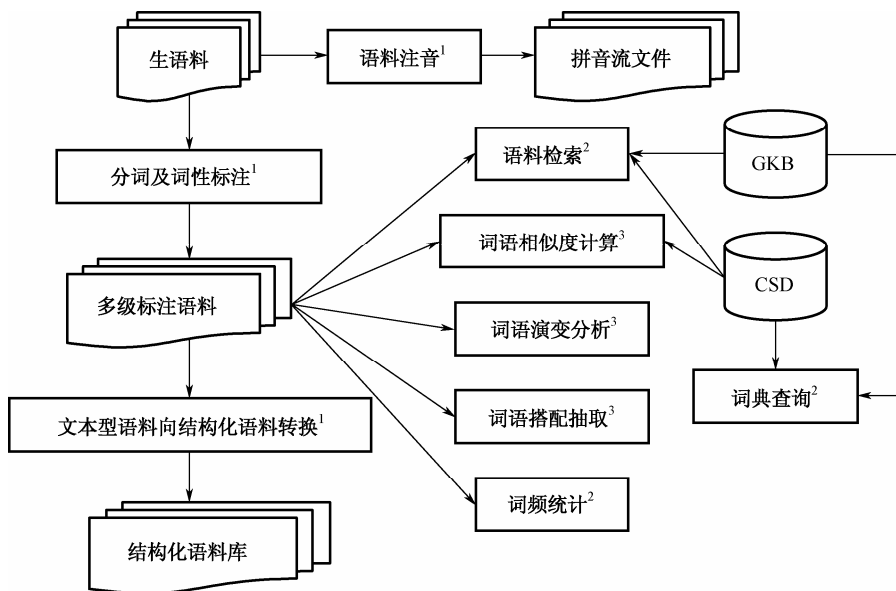 生语料
语料注音¹
拼音流文件
分词及词性标注¹
语料检索²
GKB
词语相似度计算³
多级标注语料
CSD
词语演变分析³
词典查询²
文本型语料向结构化语料转换¹
词语搭配抽取³
词频统计²
结构化语料库